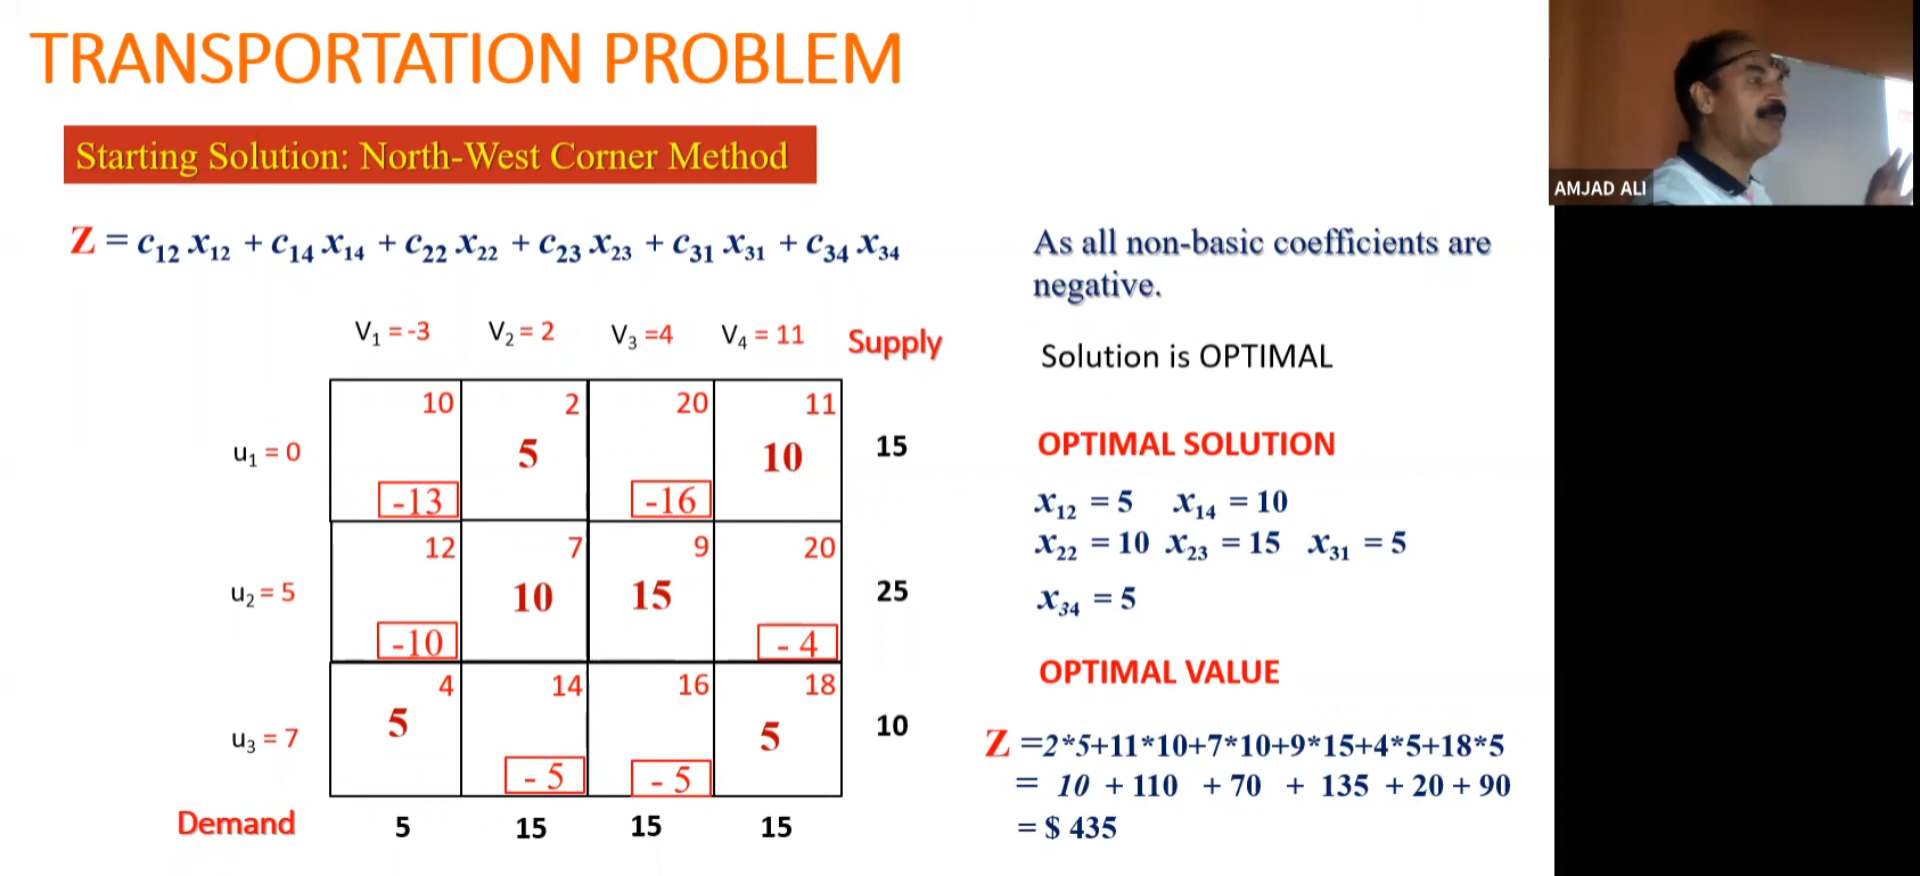 TRANSPORTATION PROBLEM
Starting Solution: North-West Corner Method
AMJAD ALI
Z = c₁₂ x₁₂ + c₁₄ x₁₄ + c₂₂ x₂₂ + c₂₃ x₂₃ + c₃₁ x₃₁ + c₃₄ x₃₄
V₁ = -3 V₂ = 2 V₃ =4 V₄ = 11 Supply
10 2 20 11
u₁ = 0 5 10 15
-13 -16
12 7 9 20
u₂ = 5 10 15 25
-10 - 4
4 14 16 18
u₃ = 7 5 5 10
- 5 - 5
Demand 5 15 15 15
As all non-basic coefficients are
negative.
Solution is OPTIMAL
OPTIMAL SOLUTION
x₁₂ = 5 x₁₄ = 10
x₂₂ = 10 x₂₃ = 15 x₃₁ = 5
x₃₄ = 5
OPTIMAL VALUE
Z =2*5+11*10+7*10+9*15+4*5+18*5
= 10 + 110 + 70 + 135 + 20 + 90
= $ 435